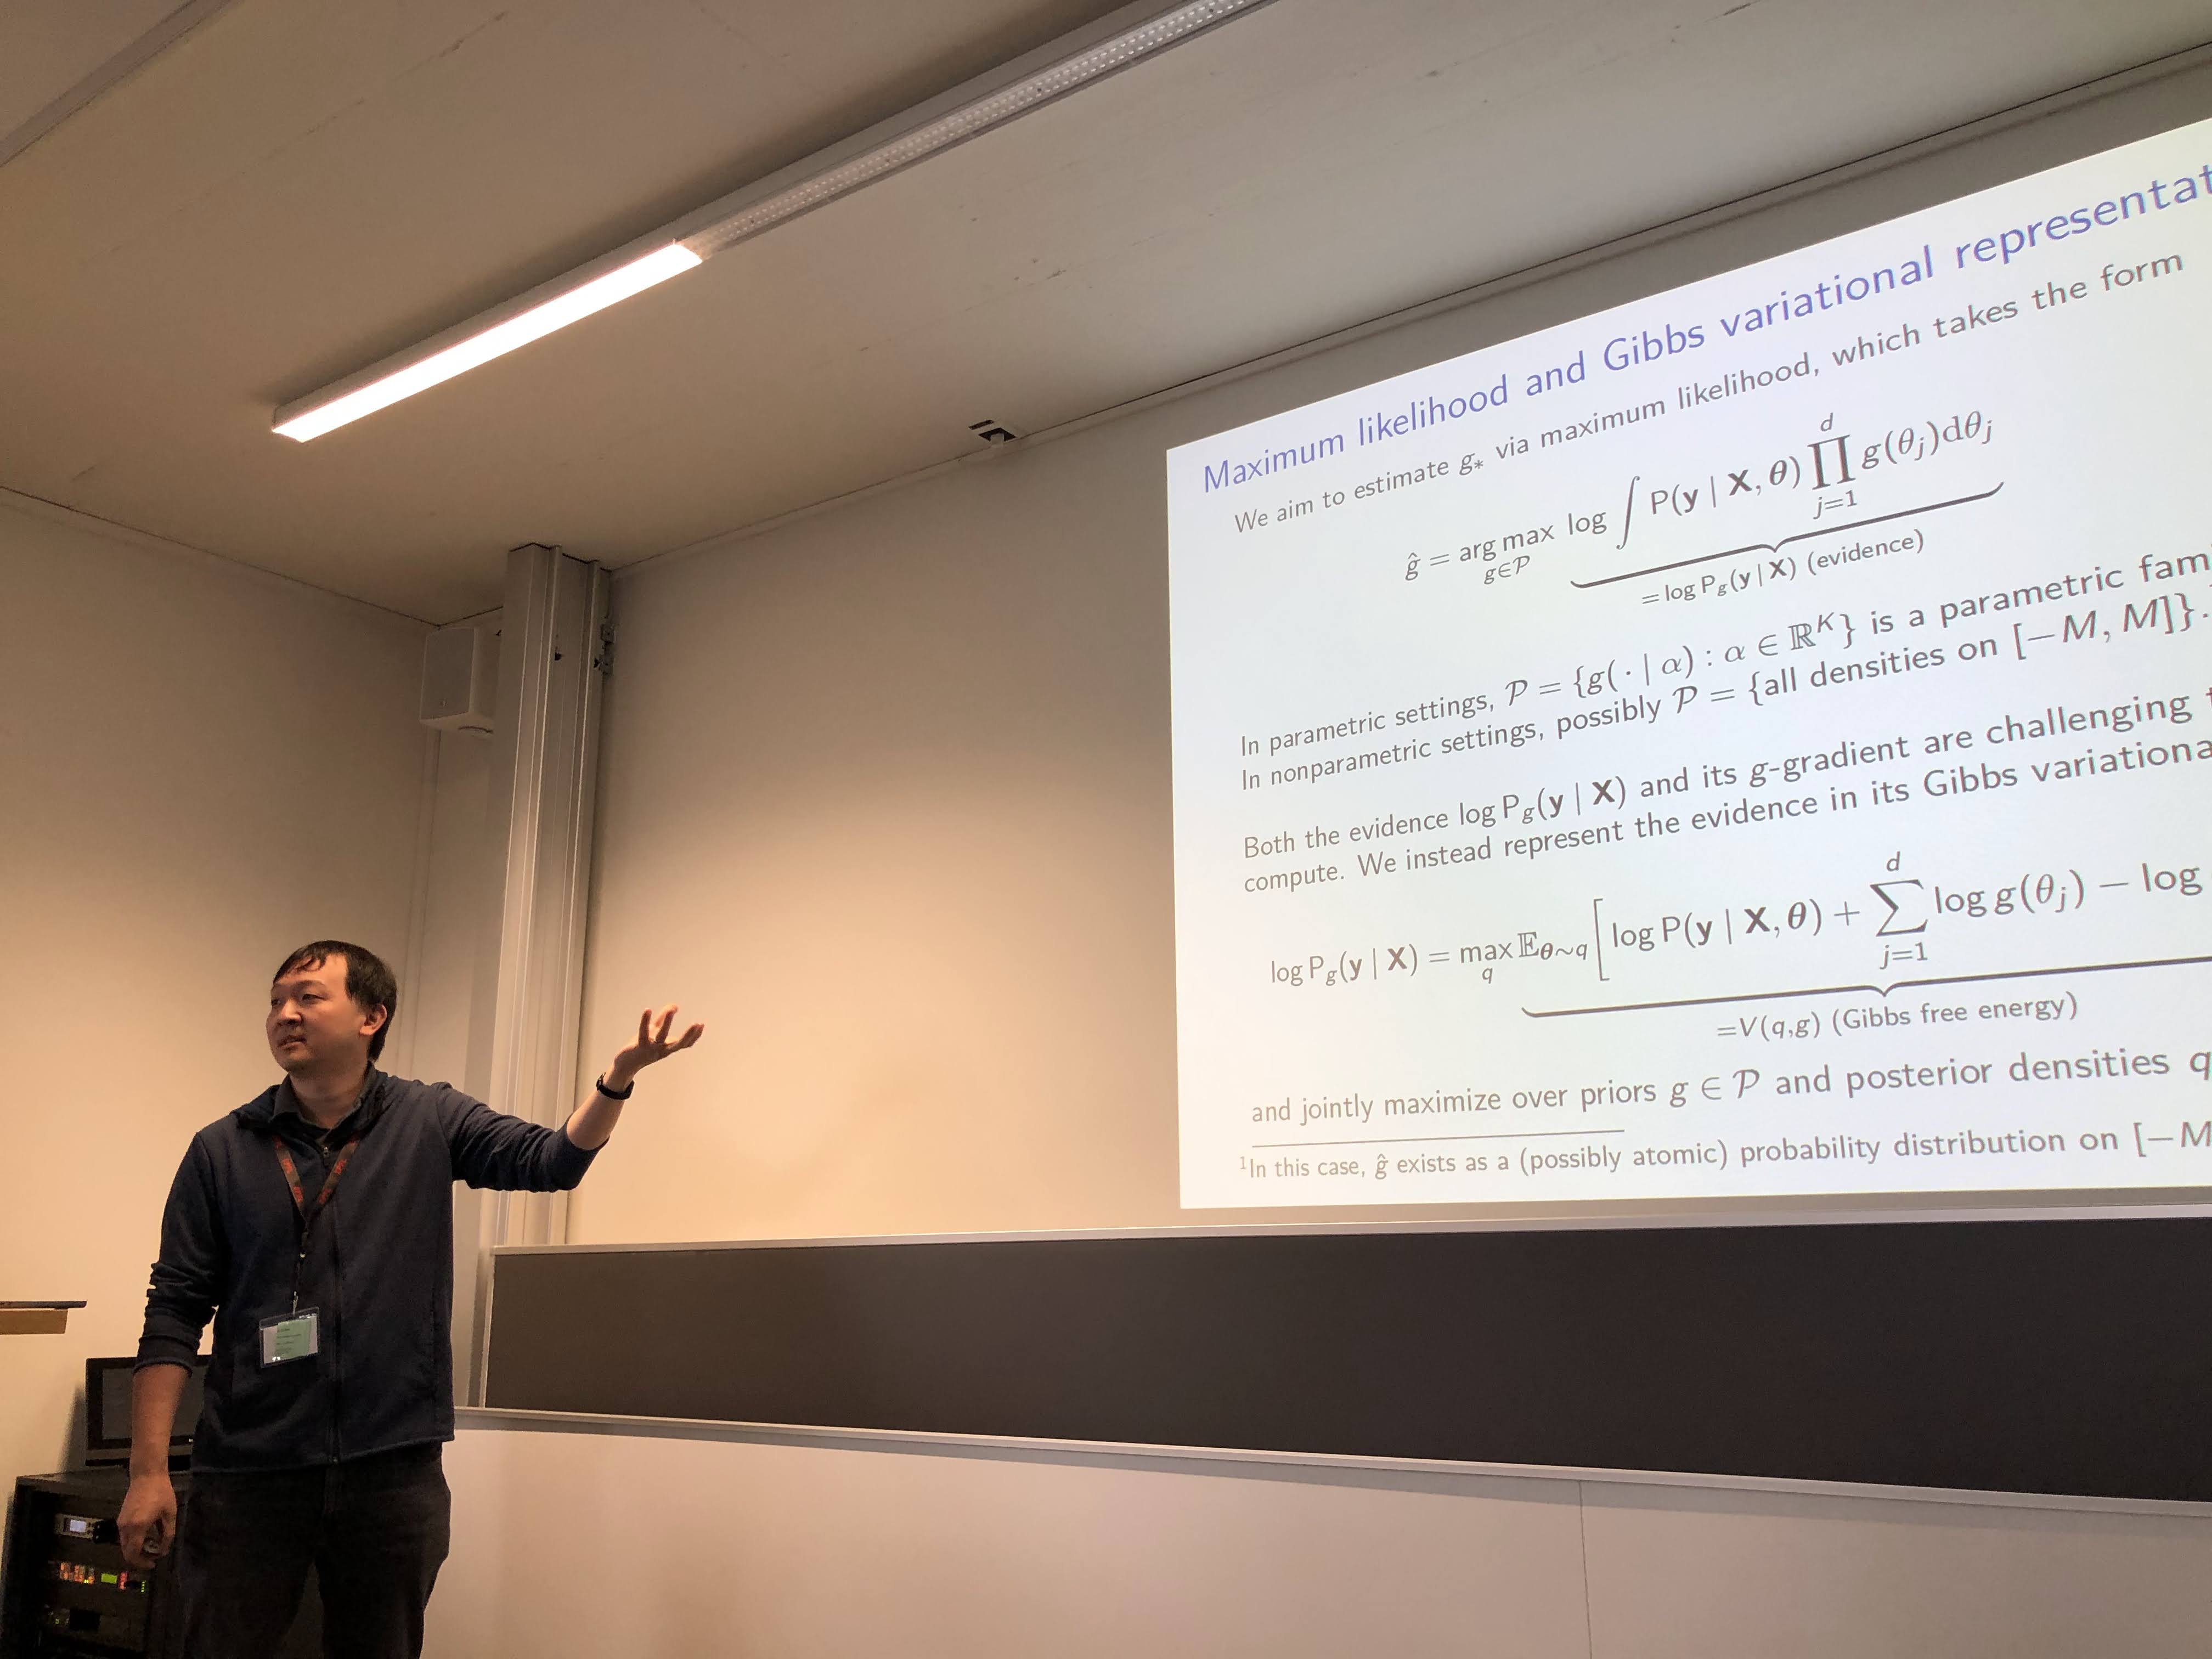 Maximum likelihood and Gibbs variational representat
We aim to estimate g∗ via maximum likelihood, which takes the form
ĝ = arg max_{g∈𝒫} log ∫ P(y | X, θ) ∏_{j=1}^{d} g(θ_j)dθ_j
= log P_g(y | X) (evidence)
In parametric settings, 𝒫 = {g(· | α) : α ∈ ℝ^K} is a parametric fam
In nonparametric settings, possibly 𝒫 = {all densities on [−M, M]}.
Both the evidence log P_g(y | X) and its g-gradient are challenging t
compute. We instead represent the evidence in its Gibbs variationa
log P_g(y | X) = max_q 𝔼_{θ∼q} [ log P(y | X, θ) + ∑_{j=1}^{d} log g(θ_j) − log
=V(q,g) (Gibbs free energy)
and jointly maximize over priors g ∈ 𝒫 and posterior densities q
¹In this case, ĝ exists as a (possibly atomic) probability distribution on [−M